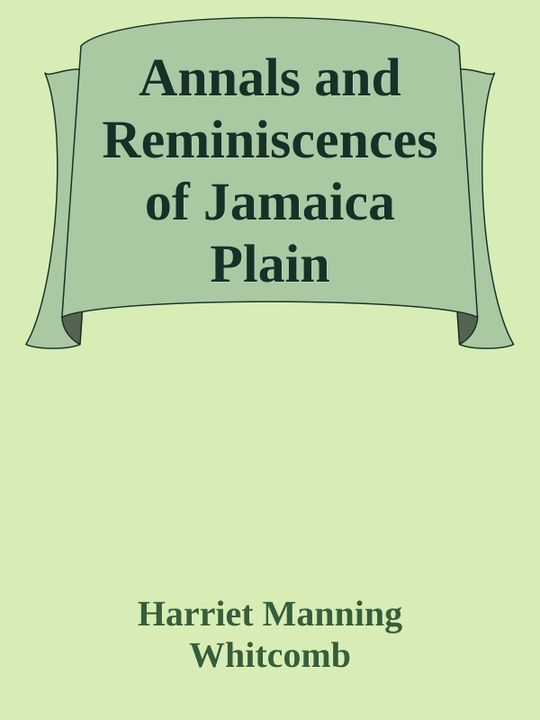 Annals and
Reminiscences
of Jamaica
Plain
Harriet Manning
Whitcomb